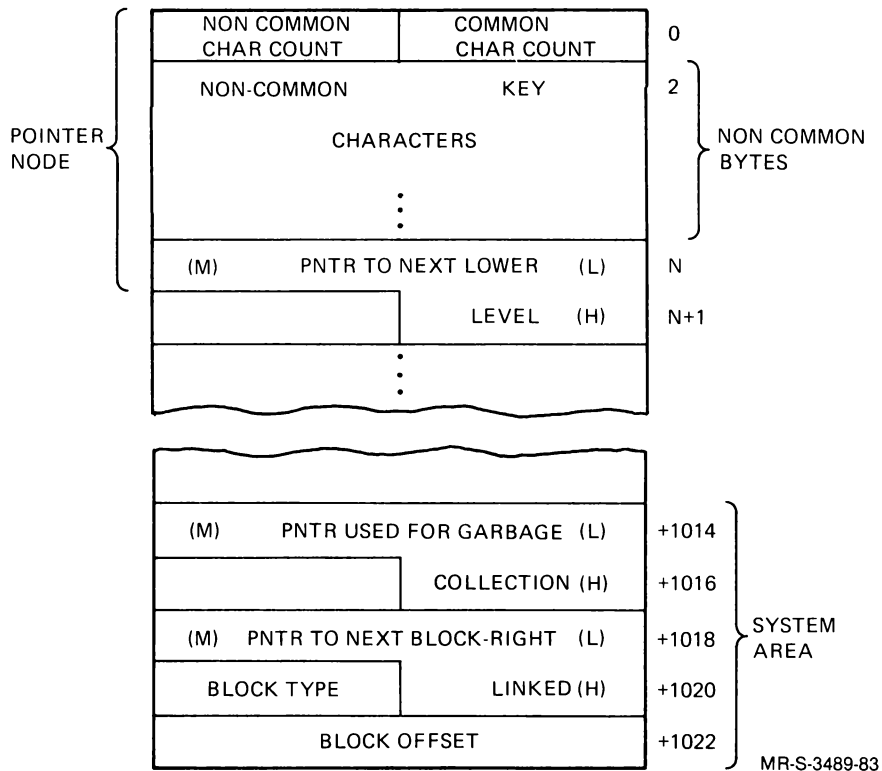 NON COMMON COMMON 0
CHAR COUNT CHAR COUNT
NON-COMMON KEY 2
POINTER NODE
CHARACTERS
NON COMMON BYTES
(M) PNTR TO NEXT LOWER (L) N
LEVEL (H) N+1
(M) PNTR USED FOR GARBAGE (L) +1014
COLLECTION (H) +1016
(M) PNTR TO NEXT BLOCK-RIGHT (L) +1018
SYSTEM AREA
BLOCK TYPE LINKED (H) +1020
BLOCK OFFSET +1022
MR-S-3489-83